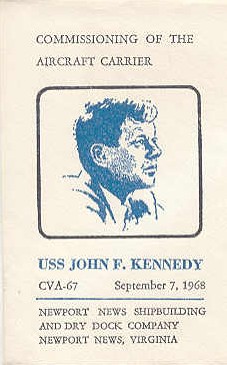 COMMISSIONING OF THE
AIRCRAFT CARRIER
USS JOHN F. KENNEDY
CVA-67 September 7, 1968
NEWPORT NEWS SHIPBUILDING
AND DRY DOCK COMPANY
NEWPORT NEWS, VIRGINIA